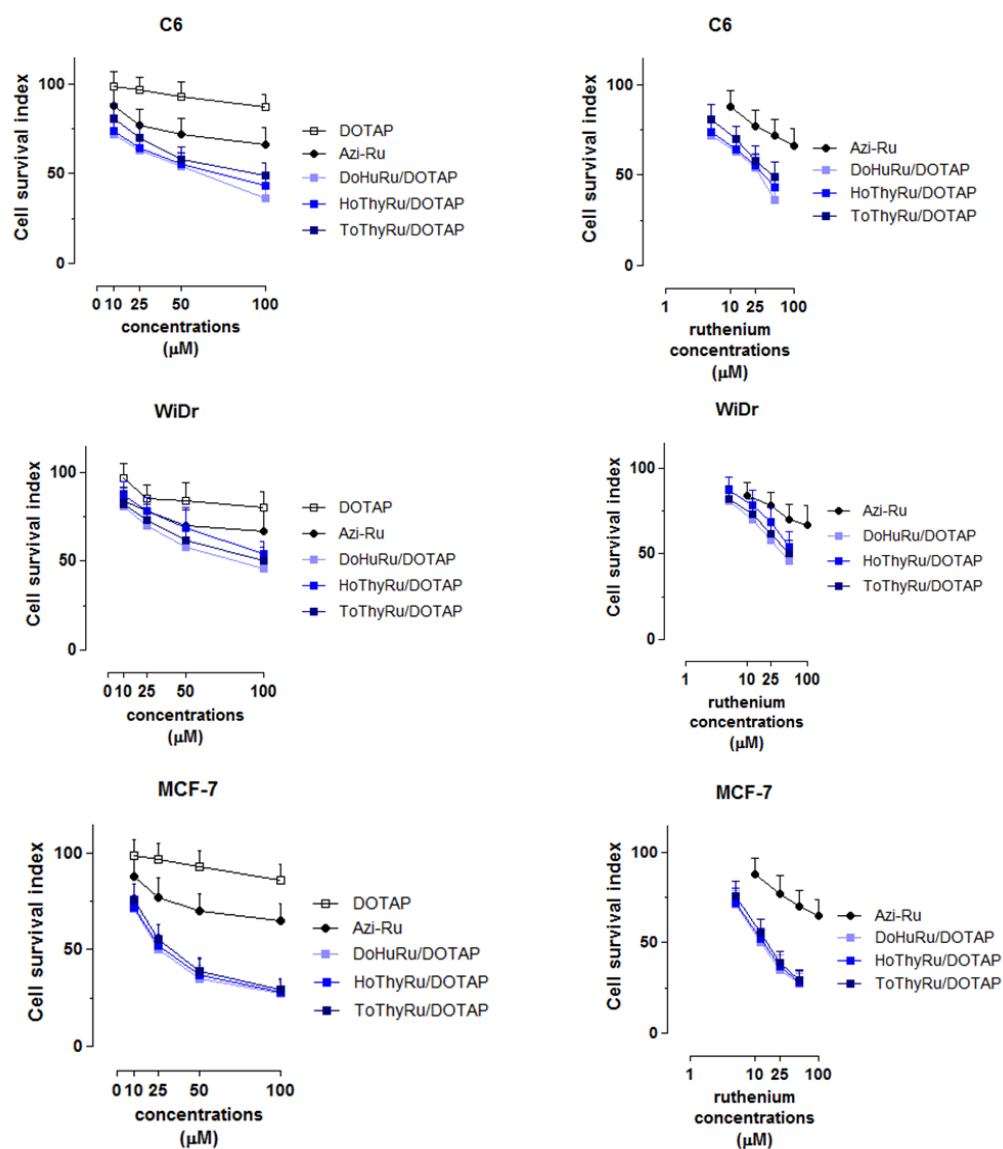 C6
Cell survival index
100
50
0
0 10 25 50 100
concentrations
(µM)
DOTAP
Azi-Ru
DoHuRu/DOTAP
HoThyRu/DOTAP
ToThyRu/DOTAP
C6
Cell survival index
100
50
0
1 10 25 100
ruthenium
concentrations
(µM)
Azi-Ru
DoHuRu/DOTAP
HoThyRu/DOTAP
ToThyRu/DOTAP
WiDr
Cell survival index
100
50
0
0 10 25 50 100
concentrations
(µM)
DOTAP
Azi-Ru
DoHuRu/DOTAP
HoThyRu/DOTAP
ToThyRu/DOTAP
WiDr
Cell survival index
100
50
0
1 10 25 100
ruthenium
concentrations
(µM)
Azi-Ru
DoHuRu/DOTAP
HoThyRu/DOTAP
ToThyRu/DOTAP
MCF-7
Cell survival index
100
50
0
0 10 25 50 100
concentrations
(µM)
DOTAP
Azi-Ru
DoHuRu/DOTAP
HoThyRu/DOTAP
ToThyRu/DOTAP
MCF-7
Cell survival index
100
50
0
1 10 25 100
ruthenium
concentrations
(µM)
Azi-Ru
DoHuRu/DOTAP
HoThyRu/DOTAP
ToThyRu/DOTAP